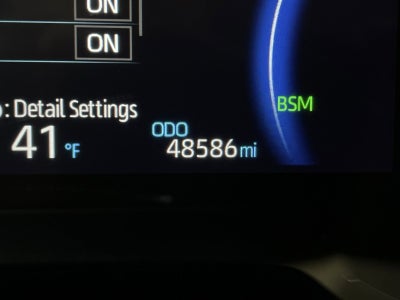 ON
ON
: Detail Settings
BSM
41°F
ODO
48586 mi